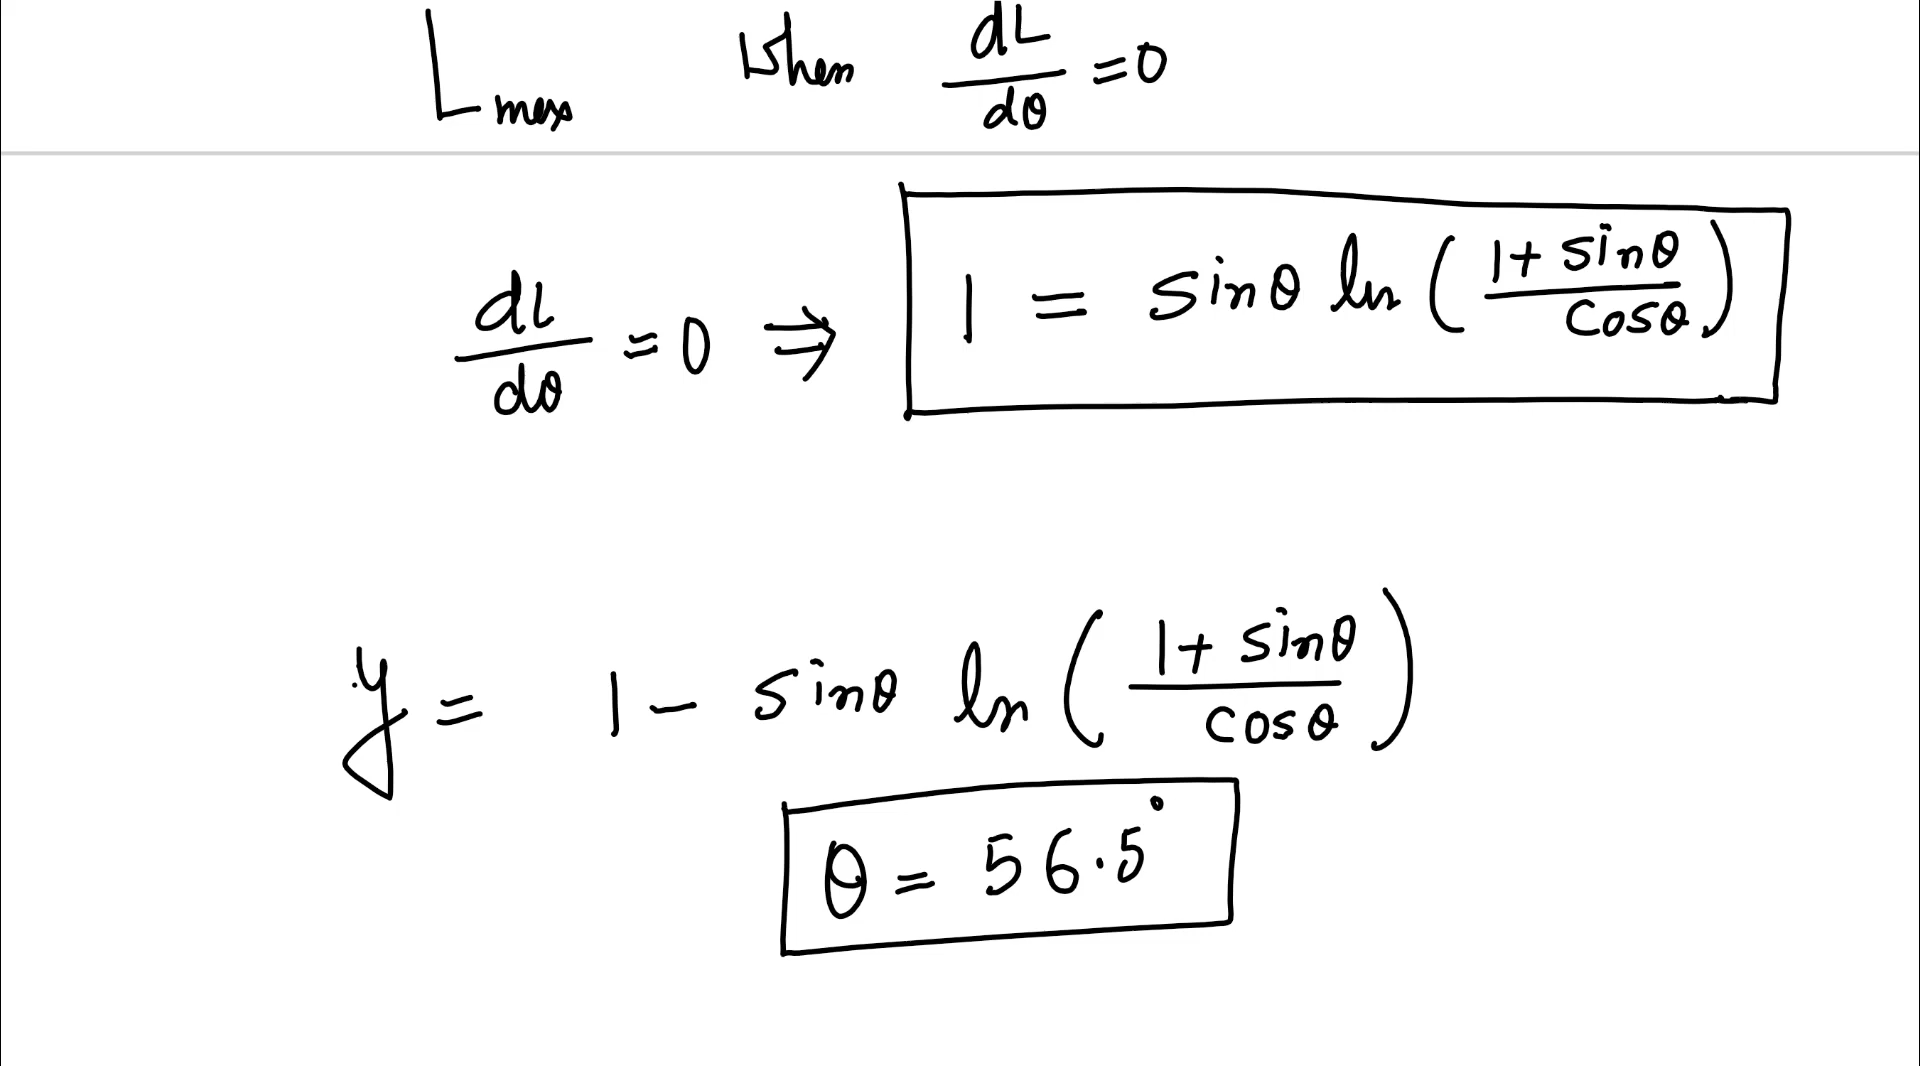 L_max when dL/dθ = 0
dL/dθ = 0 ⇒ 1 = sinθ ln((1 + sinθ)/cosθ)
y = 1 - sinθ ln((1 + sinθ)/cosθ)
θ = 56.5°